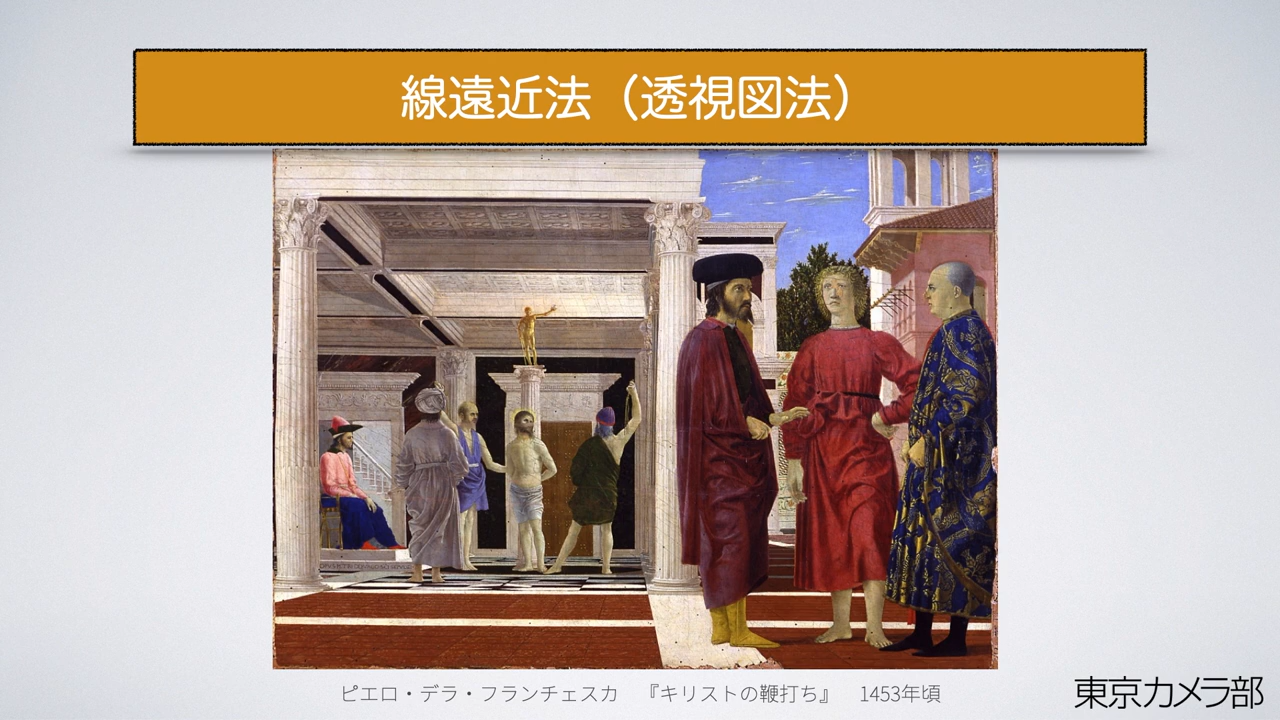 線遠近法（透視図法）
ピエロ・デラ・フランチェスカ　『キリストの鞭打ち』　1453年頃
東京カメラ部